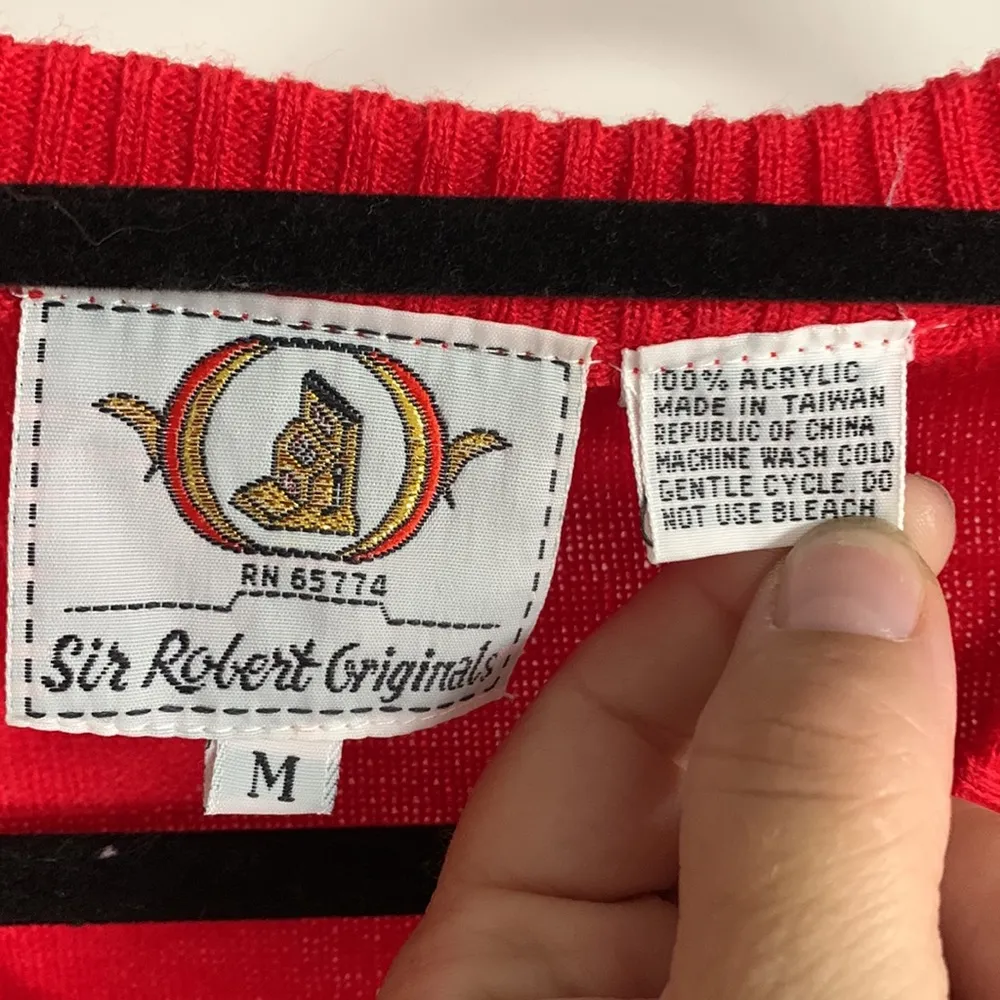 RN 65774
Sir Robert Originals
M
100% ACRYLIC
MADE IN TAIWAN
REPUBLIC OF CHINA
MACHINE WASH COLD
GENTLE CYCLE. DO
NOT USE BLEACH